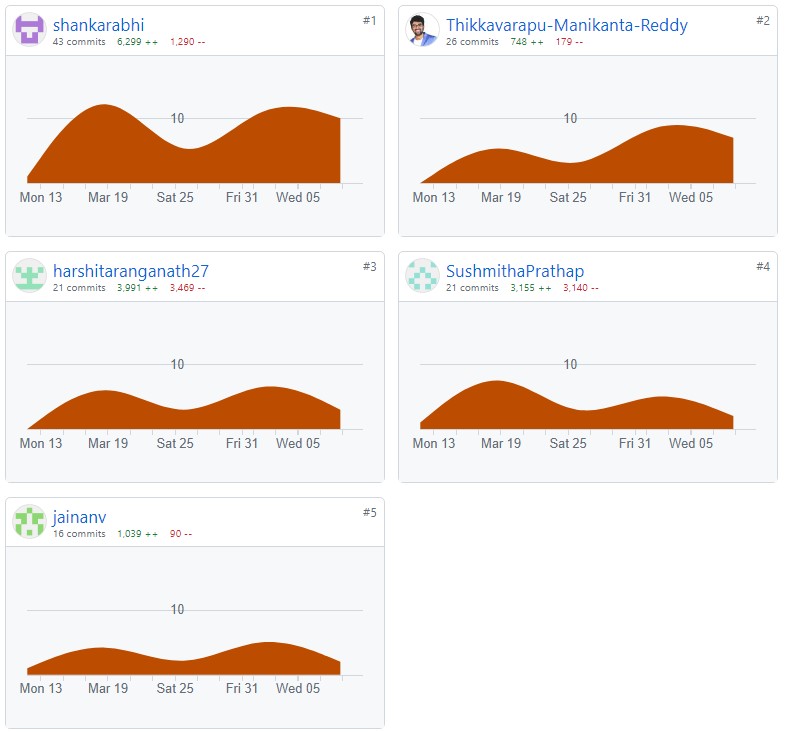 shankarabhi #1
43 commits 6,299 ++ 1,290 --
10
Mon 13 Mar 19 Sat 25 Fri 31 Wed 05
Thikkavarapu-Manikanta-Reddy #2
26 commits 748 ++ 179 --
10
Mon 13 Mar 19 Sat 25 Fri 31 Wed 05
harshitaranganath27 #3
21 commits 3,991 ++ 3,469 --
10
Mon 13 Mar 19 Sat 25 Fri 31 Wed 05
SushmithaPrathap #4
21 commits 3,155 ++ 3,140 --
10
Mon 13 Mar 19 Sat 25 Fri 31 Wed 05
jainanv #5
16 commits 1,039 ++ 90 --
10
Mon 13 Mar 19 Sat 25 Fri 31 Wed 05